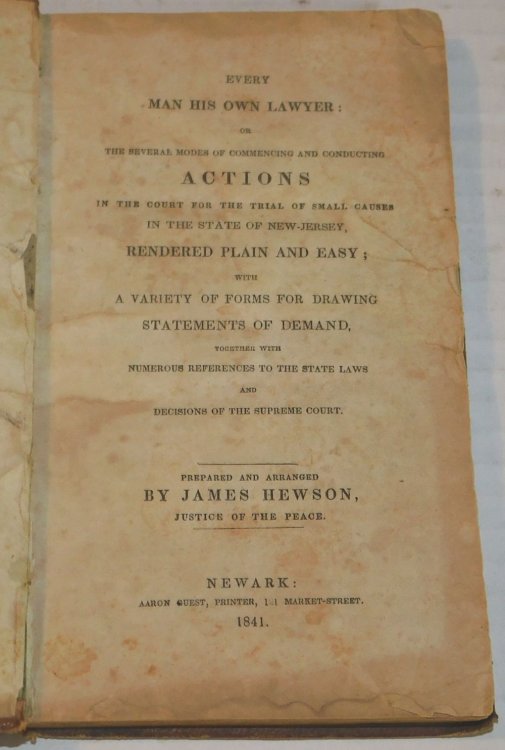 EVERY
MAN HIS OWN LAWYER:
OR
THE SEVERAL MODES OF COMMENCING AND CONDUCTING
ACTIONS
IN THE COURT FOR THE TRIAL OF SMALL CAUSES
IN THE STATE OF NEW-JERSEY,
RENDERED PLAIN AND EASY;
WITH
A VARIETY OF FORMS FOR DRAWING
STATEMENTS OF DEMAND,
TOGETHER WITH
NUMEROUS REFERENCES TO THE STATE LAWS
AND
DECISIONS OF THE SUPREME COURT.
PREPARED AND ARRANGED
BY JAMES HEWSON,
JUSTICE OF THE PEACE.
NEWARK:
AARON GUEST, PRINTER, MARKET-STREET.
1841.